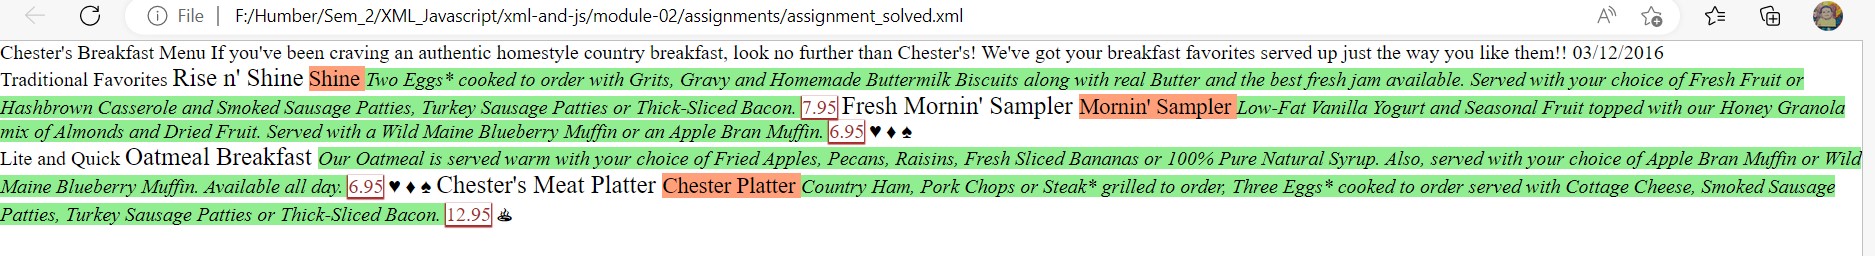 File F:/Humber/Sem_2/XML_Javascript/xml-and-js/module-02/assignments/assignment_solved.xml
Chester's Breakfast Menu If you've been craving an authentic homestyle country breakfast, look no further than Chester's! We've got your breakfast favorites served up just the way you like them!! 03/12/2016
Traditional Favorites Rise n' Shine Shine Two Eggs* cooked to order with Grits, Gravy and Homemade Buttermilk Biscuits along with real Butter and the best fresh jam available. Served with your choice of Fresh Fruit or
Hashbrown Casserole and Smoked Sausage Patties, Turkey Sausage Patties or Thick-Sliced Bacon. 7.95 Fresh Mornin' Sampler Mornin' Sampler Low-Fat Vanilla Yogurt and Seasonal Fruit topped with our Honey Granola
mix of Almonds and Dried Fruit. Served with a Wild Maine Blueberry Muffin or an Apple Bran Muffin. 6.95 ♥ ♦ ♠
Lite and Quick Oatmeal Breakfast Our Oatmeal is served warm with your choice of Fried Apples, Pecans, Raisins, Fresh Sliced Bananas or 100% Pure Natural Syrup. Also, served with your choice of Apple Bran Muffin or Wild
Maine Blueberry Muffin. Available all day. 6.95 ♥ ♦ ♠ Chester's Meat Platter Chester Platter Country Ham, Pork Chops or Steak* grilled to order, Three Eggs* cooked to order served with Cottage Cheese, Smoked Sausage
Patties, Turkey Sausage Patties or Thick-Sliced Bacon. 12.95 ♨